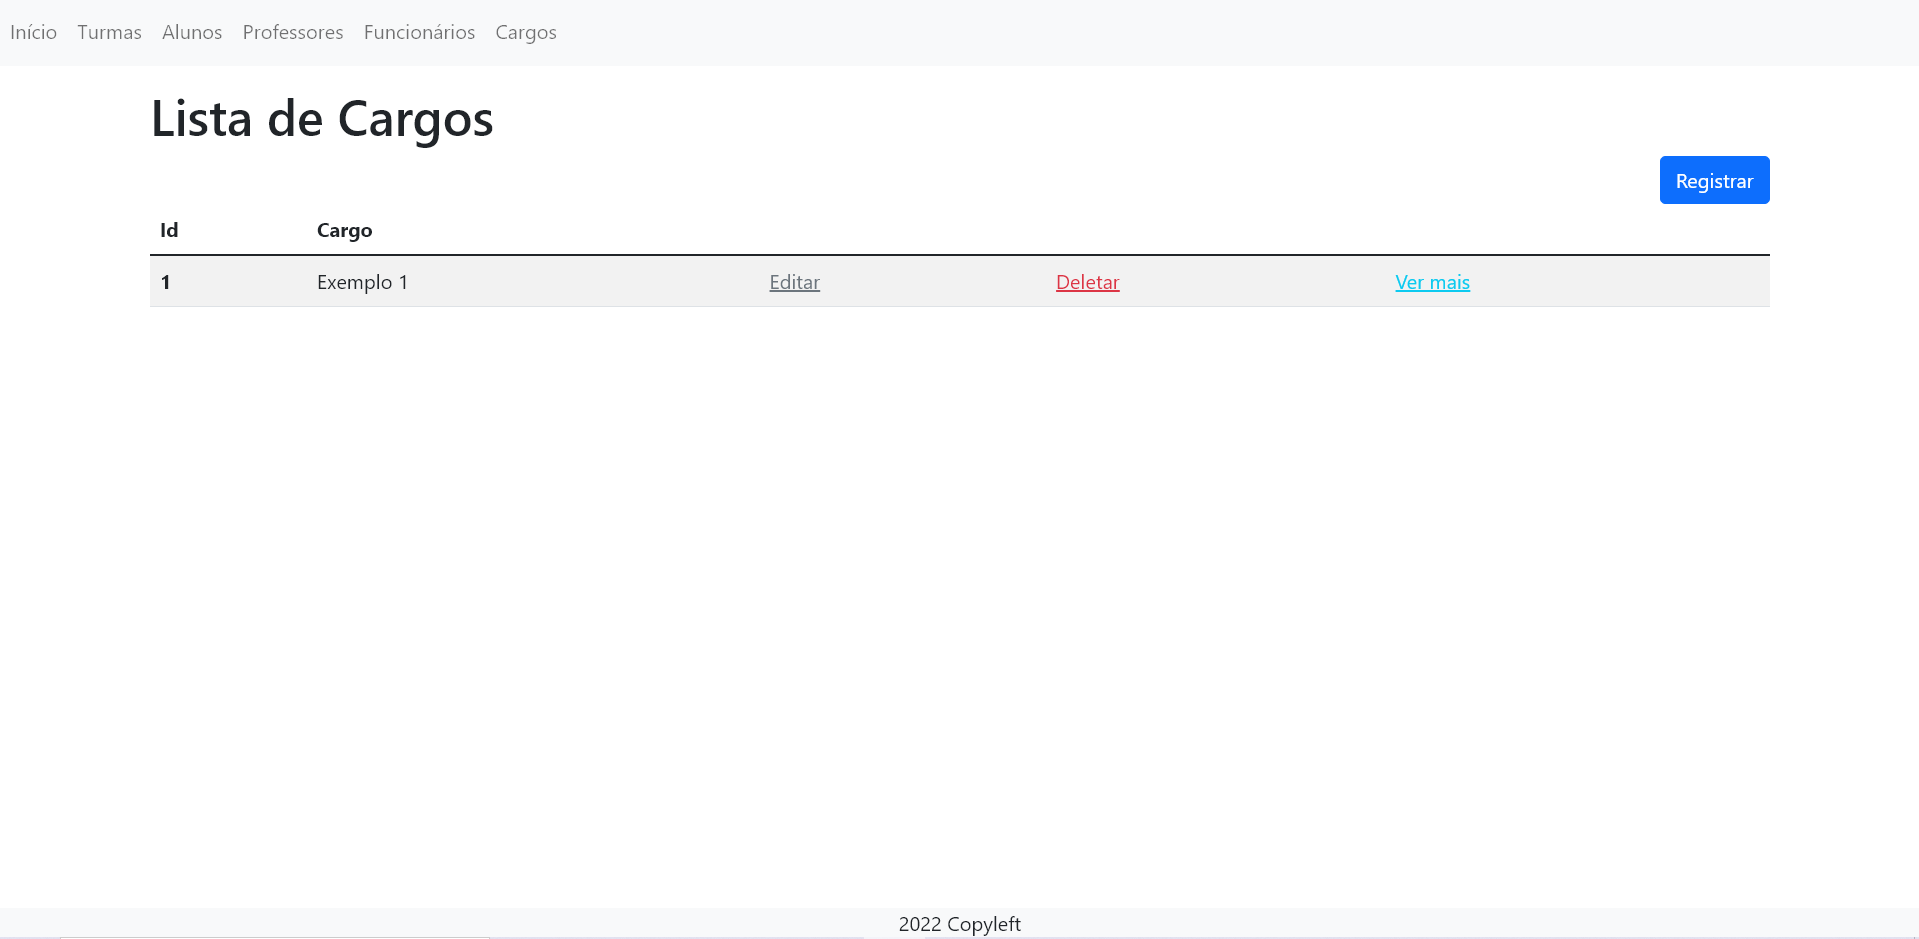 Início Turmas Alunos Professores Funcionários Cargos
Lista de Cargos
Registrar
Id Cargo
1 Exemplo 1 Editar Deletar Ver mais
2022 Copyleft